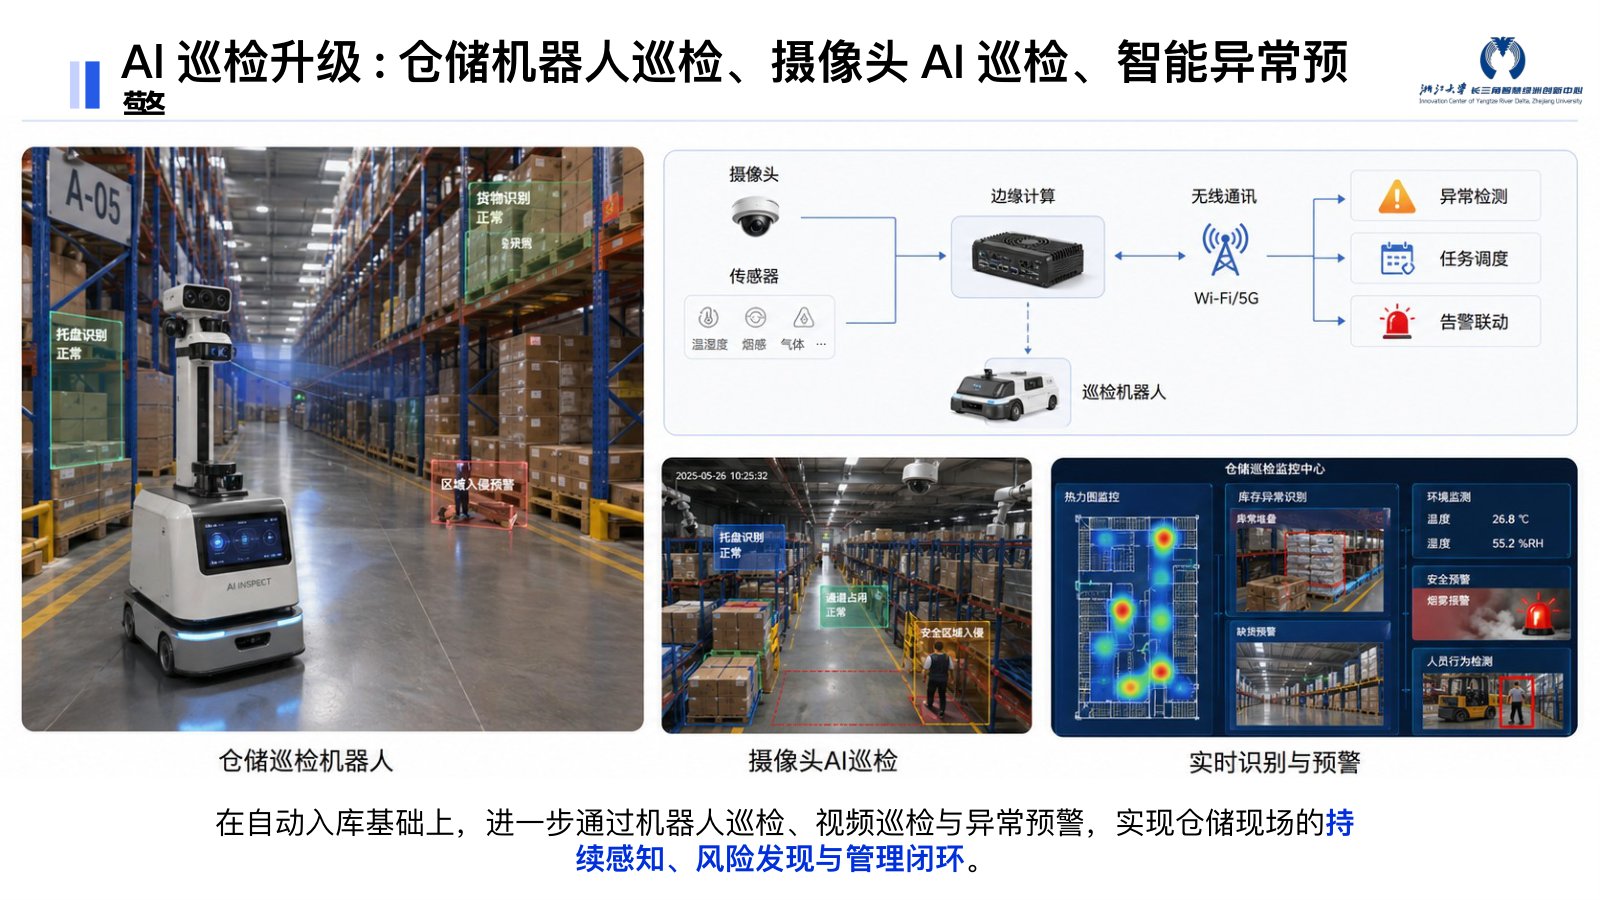 AI 巡检升级：仓储机器人巡检、摄像头 AI 巡检、智能异常预
警
浙江大学 长三角智慧绿洲创新中心
Innovation Center of Yangtze River Delta, Zhejiang University
A-05
货物识别
正常
托盘识别
正常
区域入侵预警
AI INSPECT
仓储巡检机器人
摄像头
传感器
温湿度
烟感
气体
...
边缘计算
无线通讯
Wi-Fi/5G
巡检机器人
异常检测
任务调度
告警联动
2025-05-26 10:25:32
托盘识别
正常
通道占用
正常
安全区域入侵
摄像头AI巡检
仓储巡检监控中心
热力图监控
库存异常识别
库常堆叠
缺货预警
环境监测
温度 26.8 ℃
湿度 55.2 %RH
安全预警
烟雾报警
人员行为检测
实时识别与预警
在自动入库基础上，进一步通过机器人巡检、视频巡检与异常预警，实现仓储现场的持
续感知、风险发现与管理闭环。